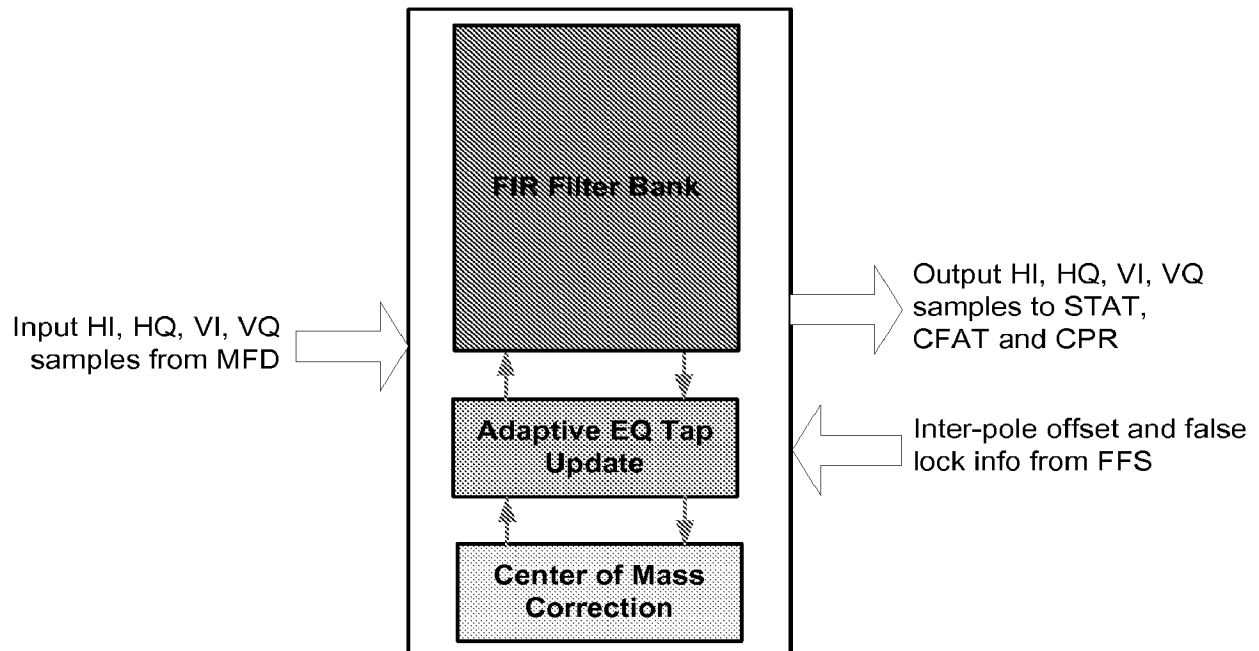 FIR Filter Bank
Input HI, HQ, VI, VQ
samples from MFD
Output HI, HQ, VI, VQ
samples to STAT,
CFAT and CPR
Adaptive EQ Tap
Update
Inter-pole offset and false
lock info from FFS
Center of Mass
Correction